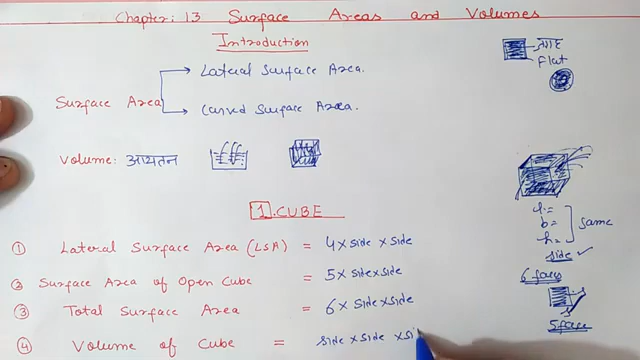 Chapter: 13 Surface Areas and Volumes
Introduction
Flat
Lateral Surface Area.
Surface Area
Curved Surface Area.
Volume: आयतन
1. CUBE
l =
b =
h =
Same
side ✓
① Lateral Surface Area (LSA) = 4 × side × side
② Surface Area of Open Cube = 5 × side × side
6 faces
③ Total Surface Area = 6 × side × side
5 face
④ Volume of Cube = side × side × si